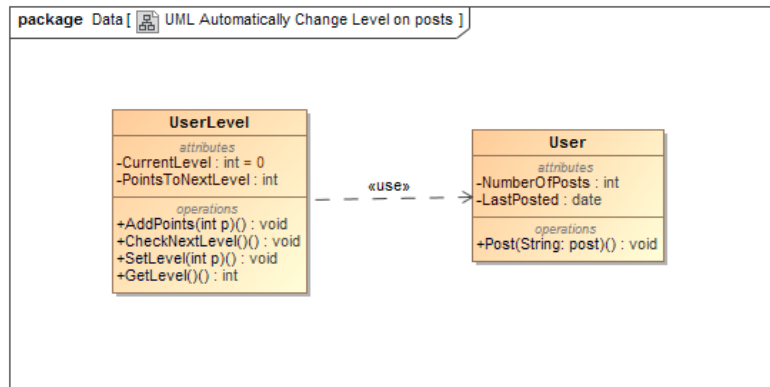 package Data [ UML Automatically Change Level on posts ]
UserLevel
attributes
-CurrentLevel : int = 0
-PointsToNextLevel : int
operations
+AddPoints(int p)() : void
+CheckNextLevel()() : void
+SetLevel(int p)() : void
+GetLevel()() : int
«use»
User
attributes
-NumberOfPosts : int
-LastPosted : date
operations
+Post(String: post)() : void